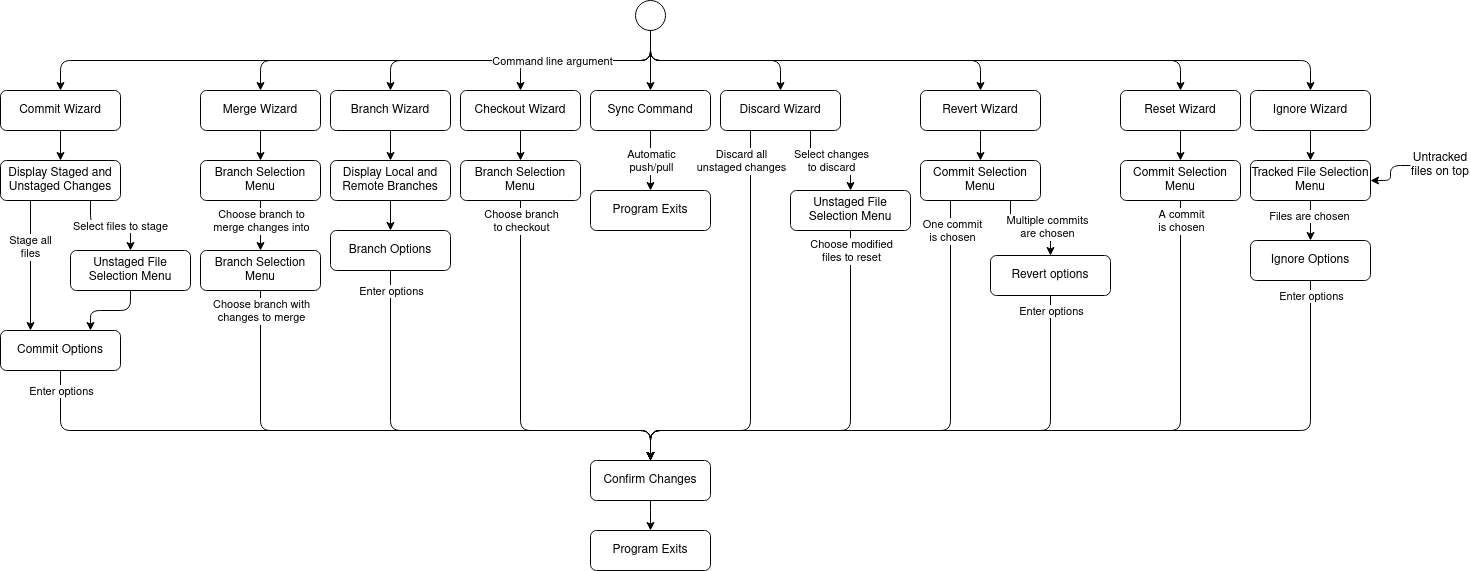 Command line argument
Commit Wizard
Merge Wizard
Branch Wizard
Checkout Wizard
Sync Command
Discard Wizard
Revert Wizard
Reset Wizard
Ignore Wizard
Display Staged and
Unstaged Changes
Stage all
files
Select files to stage
Unstaged File
Selection Menu
Commit Options
Enter options
Branch Selection
Menu
Choose branch to
merge changes into
Branch Selection
Menu
Choose branch with
changes to merge
Display Local and
Remote Branches
Branch Options
Enter options
Branch Selection
Menu
Choose branch
to checkout
Automatic
push/pull
Program Exits
Discard all
unstaged changes
Select changes
to discard
Unstaged File
Selection Menu
Choose modified
files to reset
Commit Selection
Menu
One commit
is chosen
Multiple commits
are chosen
Revert options
Enter options
Commit Selection
Menu
A commit
is chosen
Tracked File Selection
Menu
Untracked
files on top
Files are chosen
Ignore Options
Enter options
Confirm Changes
Program Exits